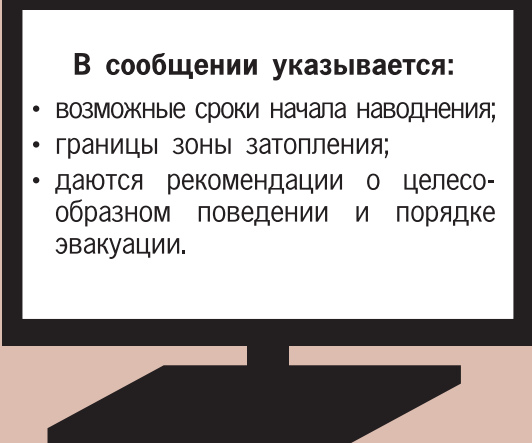 В сообщении указывается:
• возможные сроки начала наводнения;
• границы зоны затопления;
• даются рекомендации о целесо-
образном поведении и порядке
эвакуации.